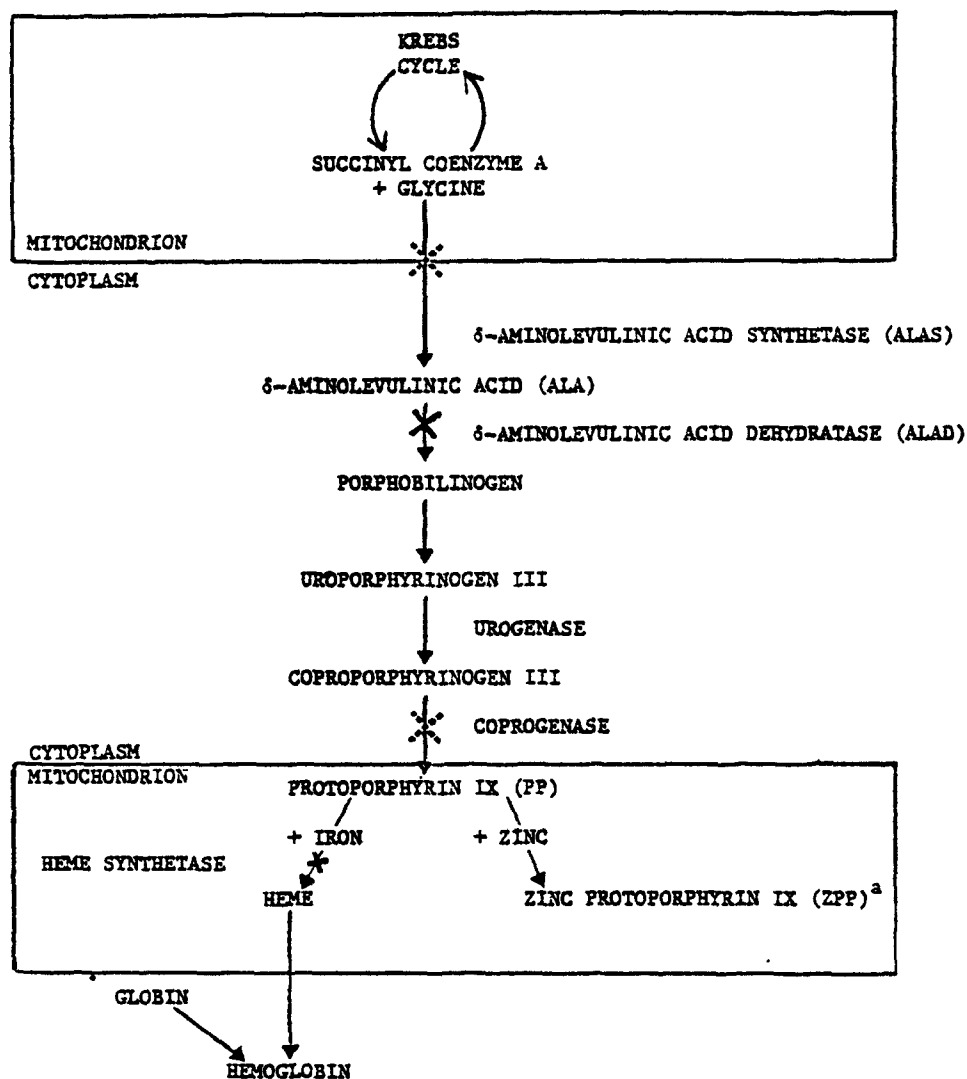 KREBS
CYCLE
SUCCINYL COENZYME A
+ GLYCINE
MITOCHONDRION
CYTOPLASM
δ-AMINOLEVULINIC ACID SYNTHETASE (ALAS)
δ-AMINOLEVULINIC ACID (ALA)
δ-AMINOLEVULINIC ACID DEHYDRATASE (ALAD)
PORPHOBILINOGEN
UROPORPHYRINOGEN III
UROGENASE
COPROPORPHYRINOGEN III
COPROGENASE
CYTOPLASM
MITOCHONDRION
PROTOPORPHYRIN IX (PP)
+ IRON + ZINC
HEME SYNTHETASE
HEME ZINC PROTOPORPHYRIN IX (ZPP)a
GLOBIN
HEMOGLOBIN